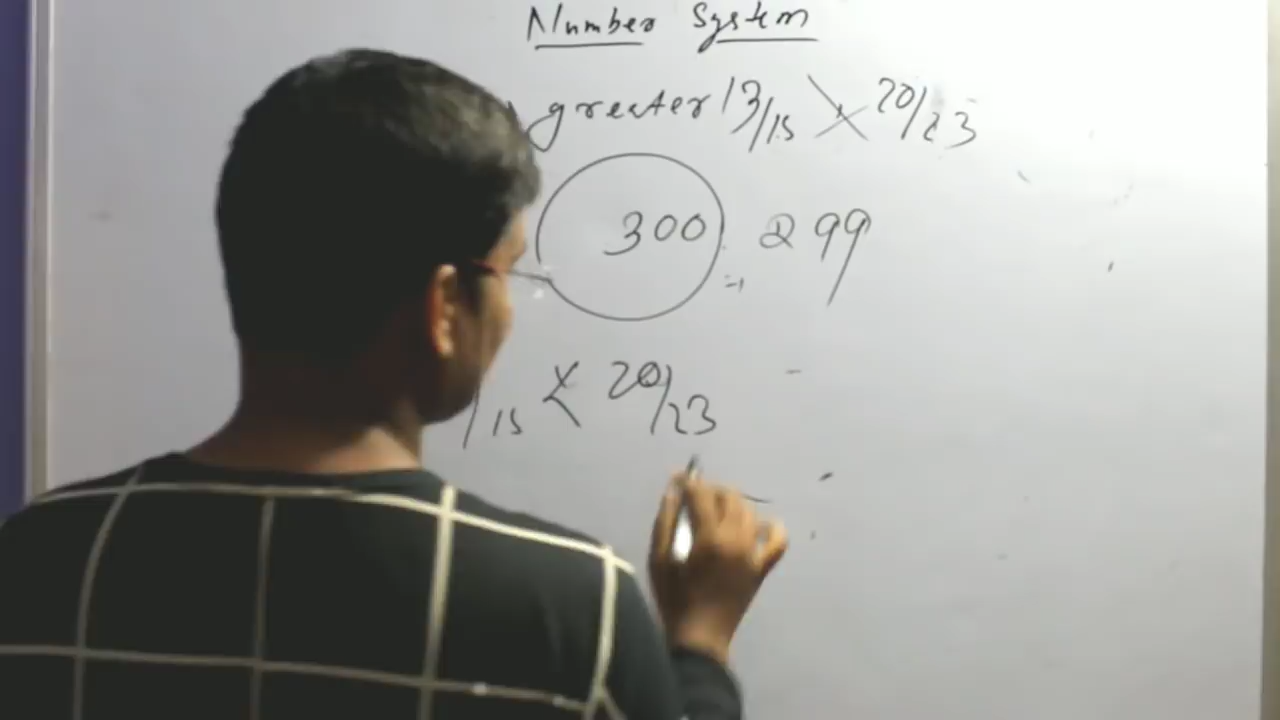 Number System
greater 13/15 20/23
300 299
/15 < 20/23